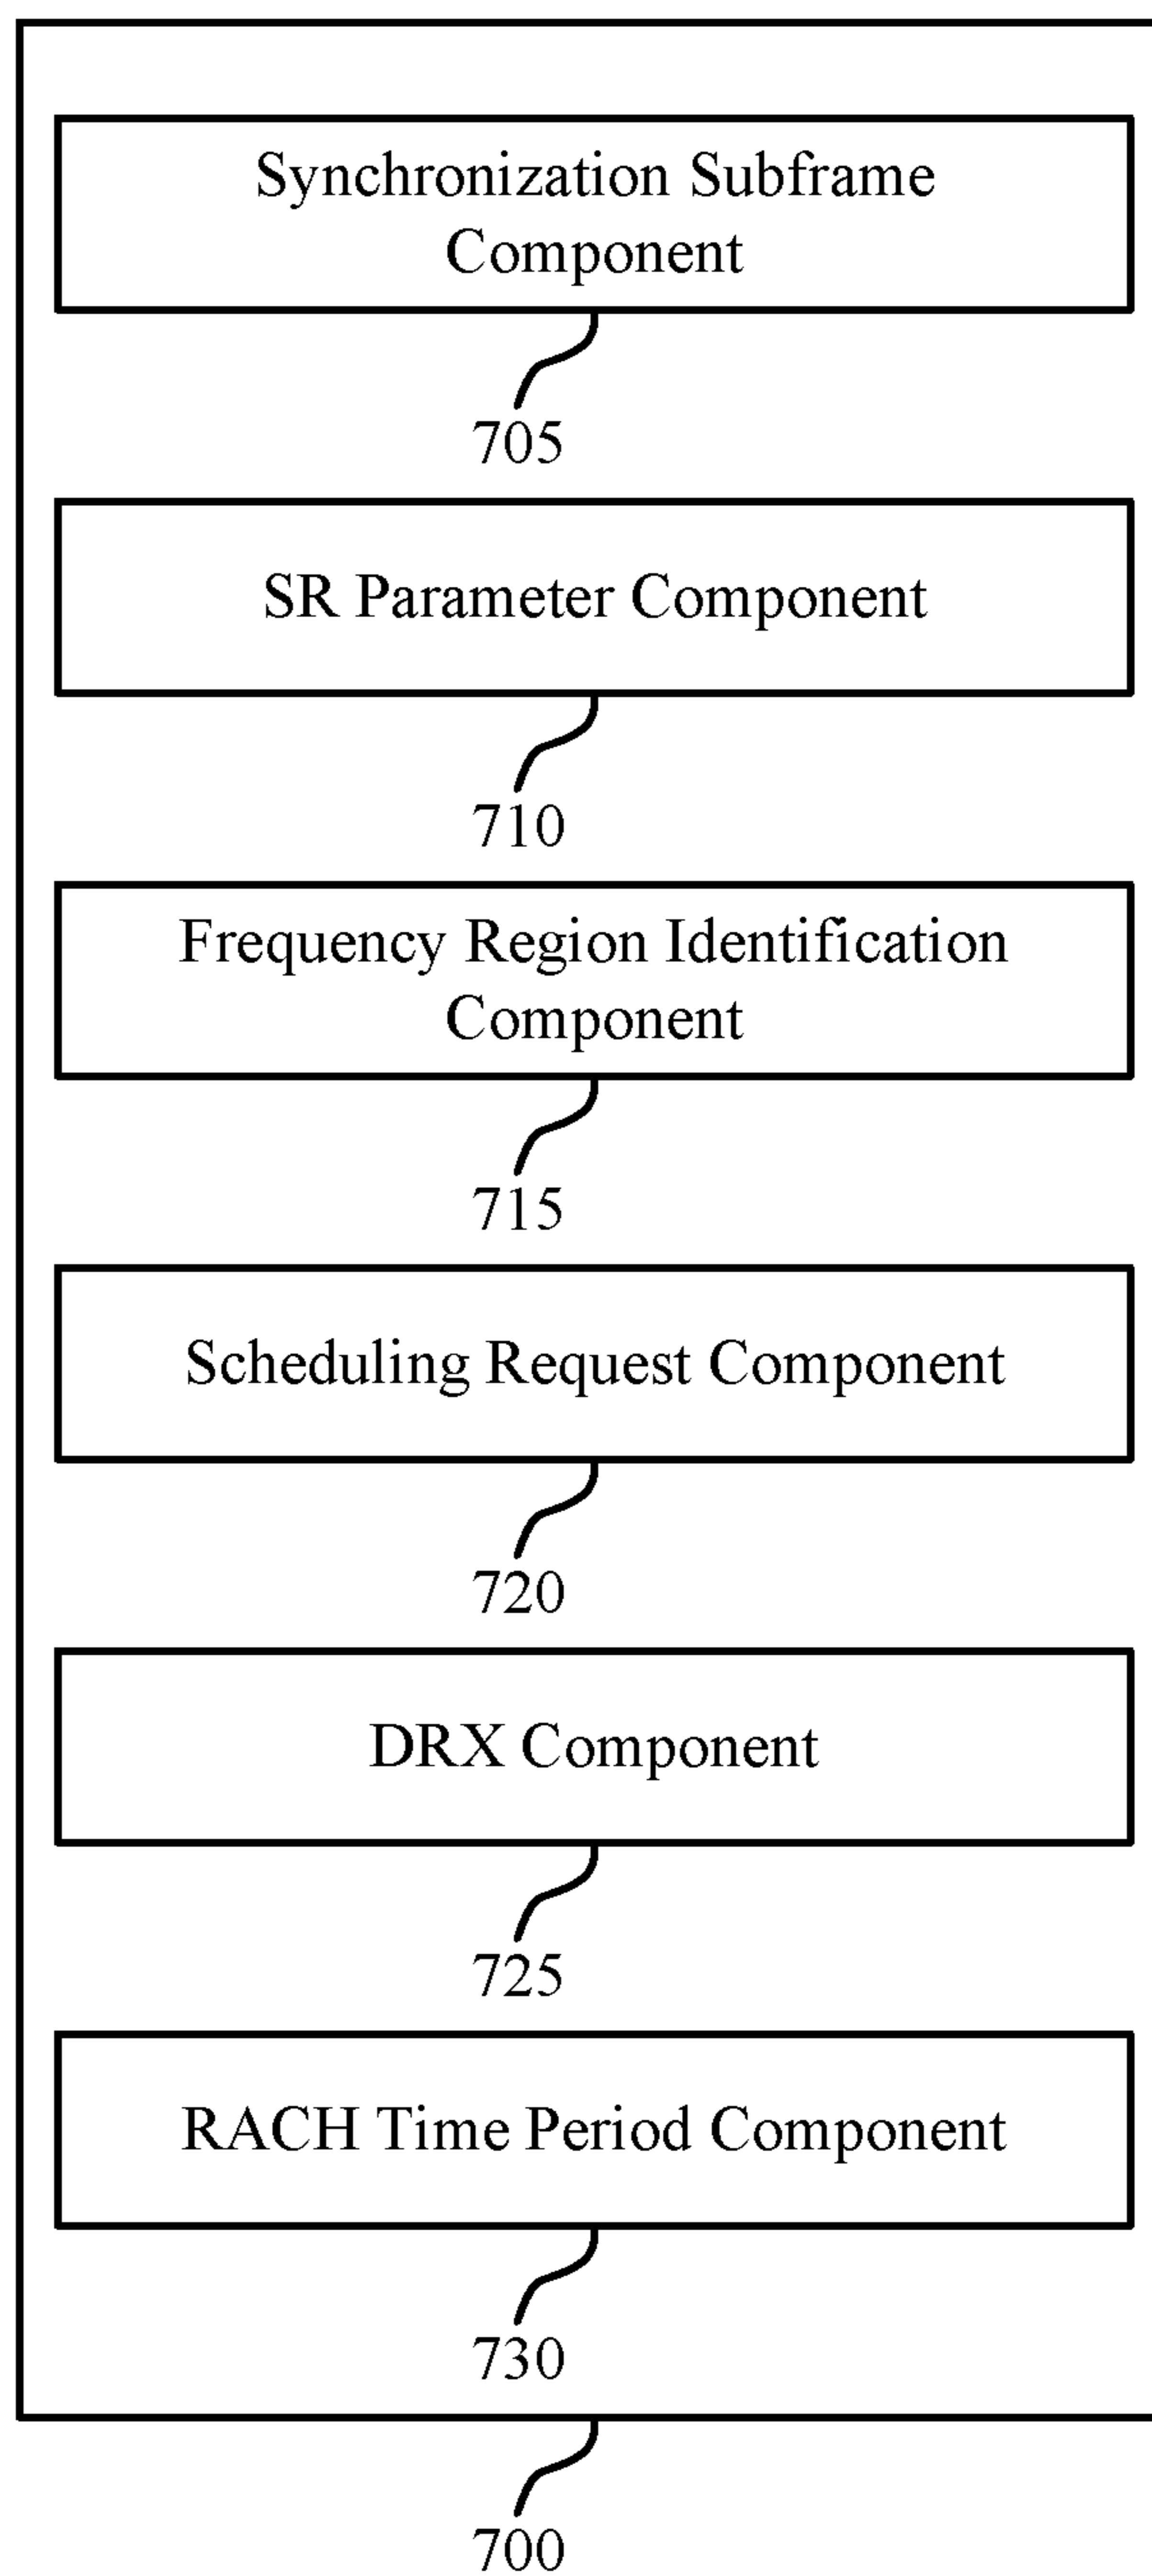 Synchronization Subframe
Component
705
SR Parameter Component
710
Frequency Region Identification
Component
715
Scheduling Request Component
720
DRX Component
725
RACH Time Period Component
730
700